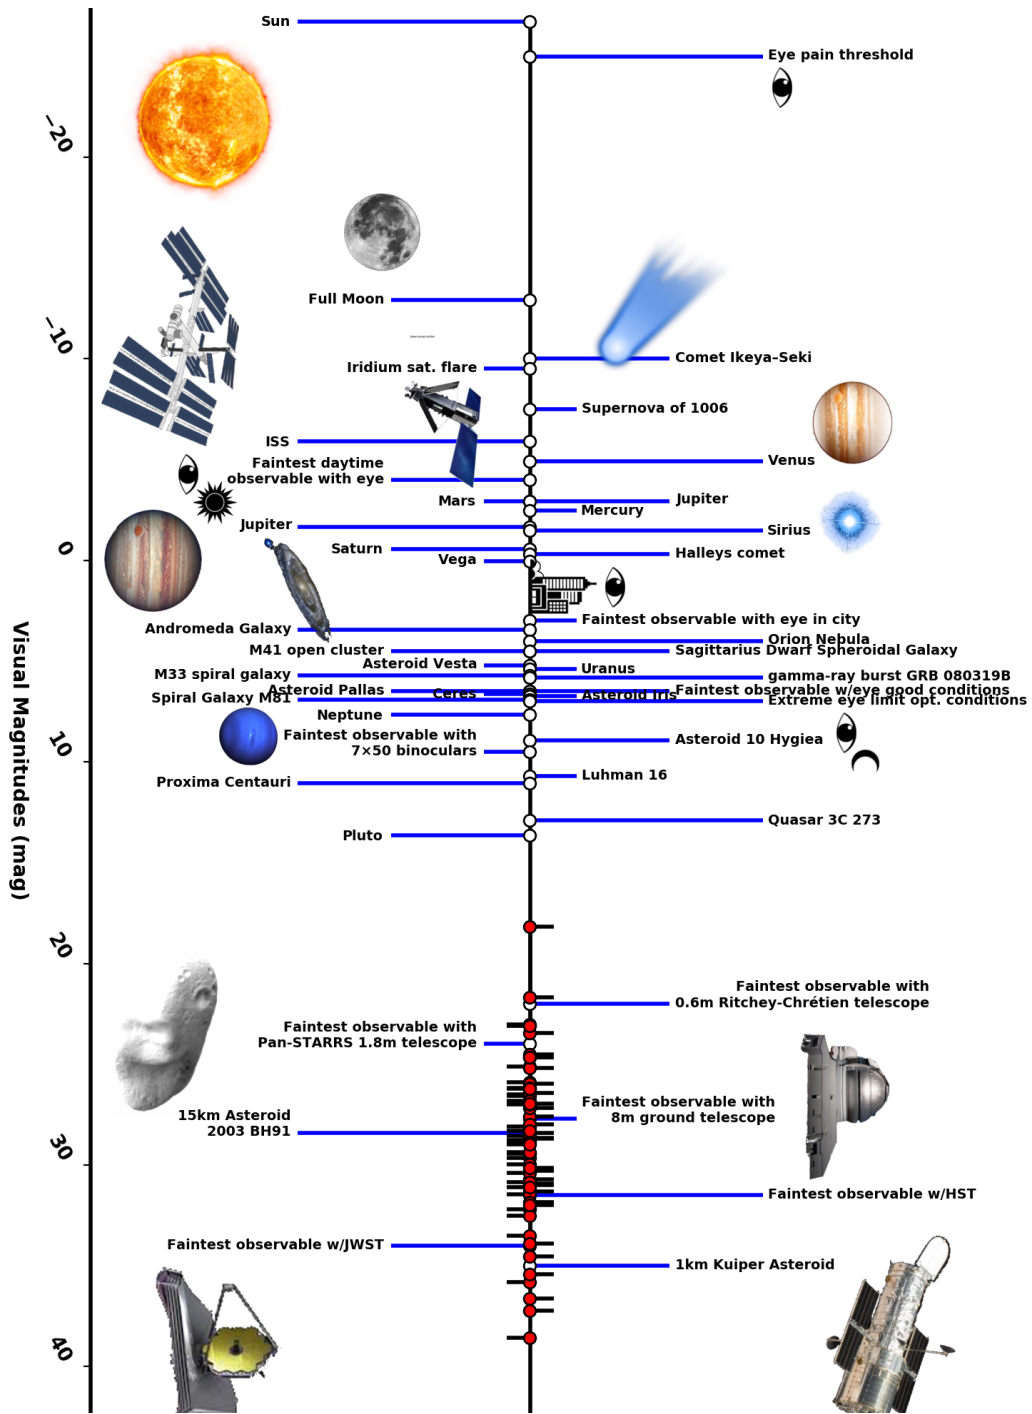 Sun
Eye pain threshold
−20
Full Moon
−10
Comet Ikeya–Seki
Iridium sat. flare
Supernova of 1006
ISS
Venus
Faintest daytime
observable with eye
Mars
Jupiter
Mercury
Jupiter
Sirius
Saturn
Halleys comet
0
Vega
Faintest observable with eye in city
Andromeda Galaxy
Orion Nebula
M41 open cluster
Sagittarius Dwarf Spheroidal Galaxy
Asteroid Vesta
Uranus
M33 spiral galaxy
gamma-ray burst GRB 080319B
Asteroid Pallas
Ceres
Asteroid Iris
Faintest observable w/eye good conditions
Spiral Galaxy M81
Extreme eye limit opt. conditions
Neptune
Faintest observable with
7×50 binoculars
Asteroid 10 Hygiea
10
Luhman 16
Proxima Centauri
Quasar 3C 273
Pluto
Visual Magnitudes (mag)
20
Faintest observable with
0.6m Ritchey-Chrétien telescope
Faintest observable with
Pan-STARRS 1.8m telescope
Faintest observable with
8m ground telescope
15km Asteroid
2003 BH91
30
Faintest observable w/HST
Faintest observable w/JWST
1km Kuiper Asteroid
40